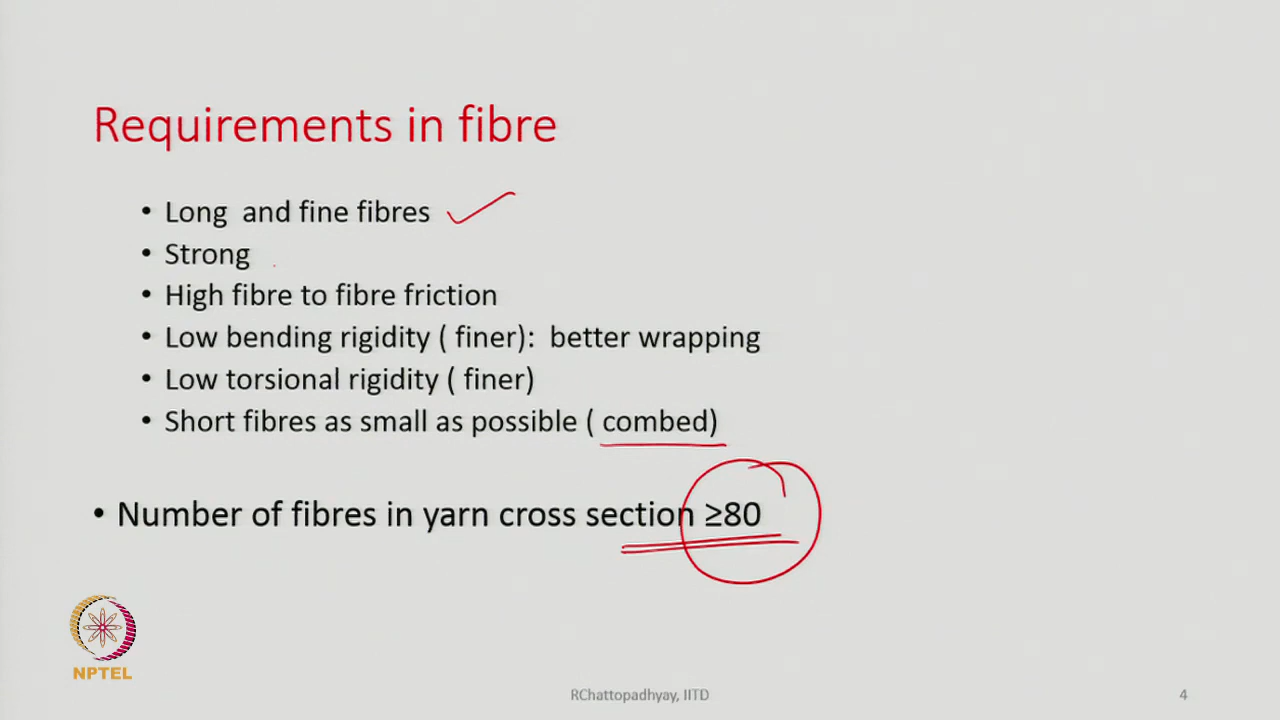 Requirements in fibre
• Long and fine fibres
• Strong
• High fibre to fibre friction
• Low bending rigidity ( finer): better wrapping
• Low torsional rigidity ( finer)
• Short fibres as small as possible ( combed)
• Number of fibres in yarn cross section ≥80
NPTEL
RChattopadhyay, IITD
4